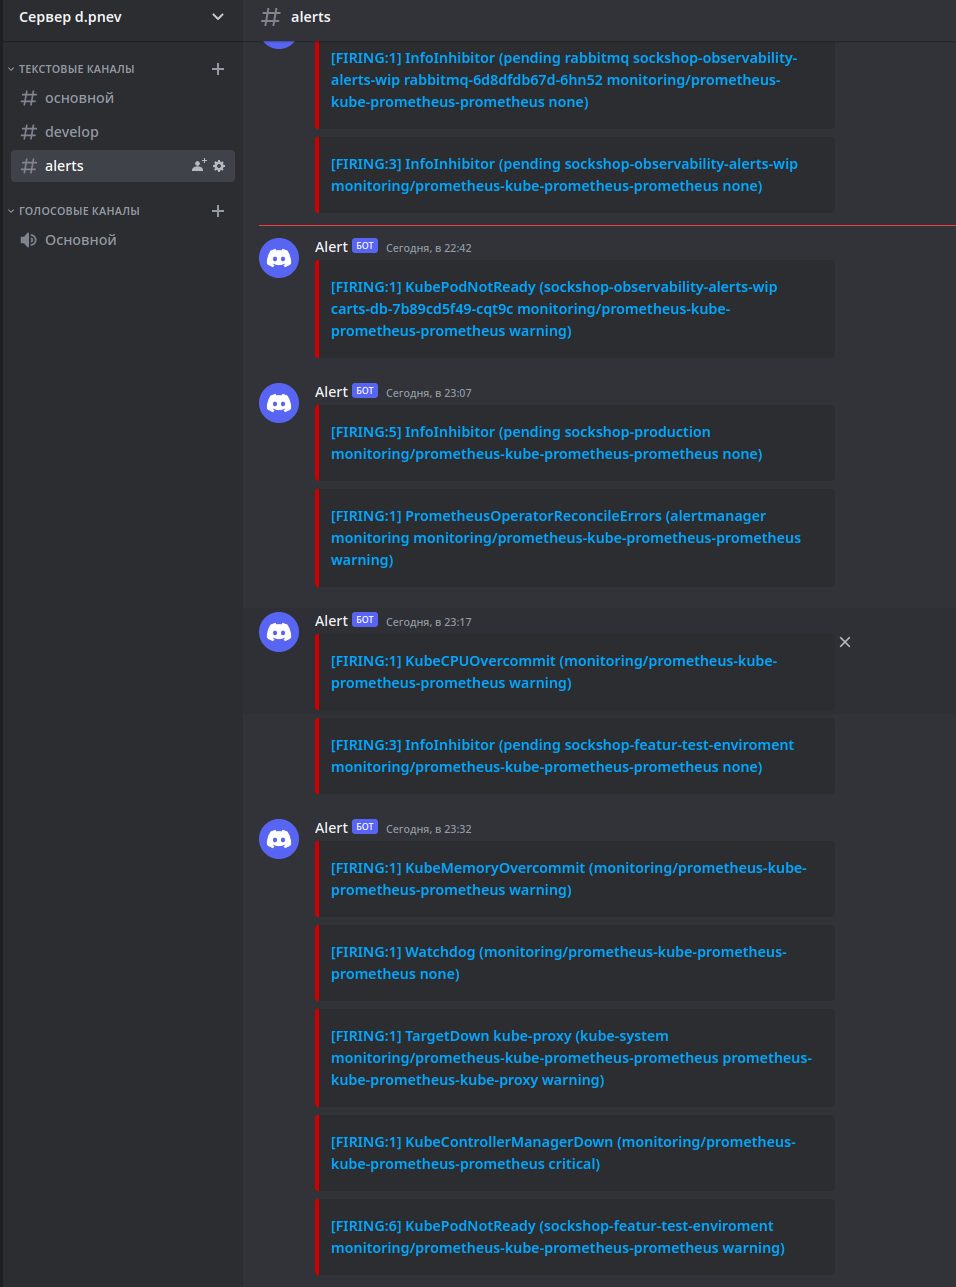 Сервер d.pnev
ТЕКСТОВЫЕ КАНАЛЫ
основной
develop
alerts
ГОЛОСОВЫЕ КАНАЛЫ
Основной
alerts
[FIRING:1] InfoInhibitor (pending rabbitmq sockshop-observability-
alerts-wip rabbitmq-6d8dfdb67d-6hn52 monitoring/prometheus-
kube-prometheus-prometheus none)
[FIRING:3] InfoInhibitor (pending sockshop-observability-alerts-wip
monitoring/prometheus-kube-prometheus-prometheus none)
Alert БОТ Сегодня, в 22:42
[FIRING:1] KubePodNotReady (sockshop-observability-alerts-wip
carts-db-7b89cd5f49-cqt9c monitoring/prometheus-kube-
prometheus-prometheus warning)
Alert БОТ Сегодня, в 23:07
[FIRING:5] InfoInhibitor (pending sockshop-production
monitoring/prometheus-kube-prometheus-prometheus none)
[FIRING:1] PrometheusOperatorReconcileErrors (alertmanager
monitoring monitoring/prometheus-kube-prometheus-prometheus
warning)
Alert БОТ Сегодня, в 23:17
[FIRING:1] KubeCPUOvercommit (monitoring/prometheus-kube-
prometheus-prometheus warning)
[FIRING:3] InfoInhibitor (pending sockshop-featur-test-enviroment
monitoring/prometheus-kube-prometheus-prometheus none)
Alert БОТ Сегодня, в 23:32
[FIRING:1] KubeMemoryOvercommit (monitoring/prometheus-kube-
prometheus-prometheus warning)
[FIRING:1] Watchdog (monitoring/prometheus-kube-prometheus-
prometheus none)
[FIRING:1] TargetDown kube-proxy (kube-system
monitoring/prometheus-kube-prometheus-prometheus prometheus-
kube-prometheus-kube-proxy warning)
[FIRING:1] KubeControllerManagerDown (monitoring/prometheus-
kube-prometheus-prometheus critical)
[FIRING:6] KubePodNotReady (sockshop-featur-test-enviroment
monitoring/prometheus-kube-prometheus-prometheus warning)